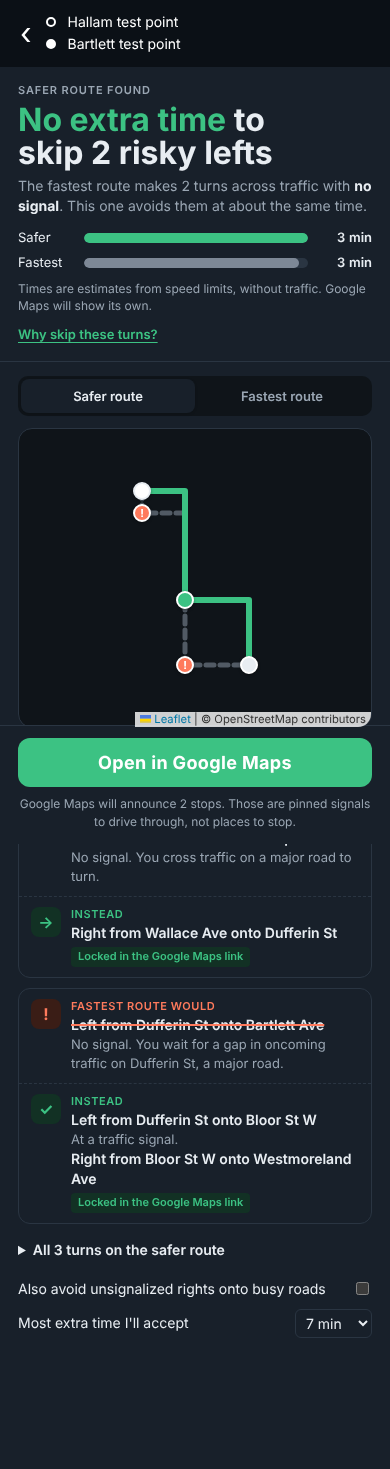 Hallam test point
Bartlett test point
SAFER ROUTE FOUND
No extra time to
skip 2 risky lefts
The fastest route makes 2 turns across traffic with no
signal. This one avoids them at about the same time.
Safer 3 min
Fastest 3 min
Times are estimates from speed limits, without traffic. Google
Maps will show its own.
Why skip these turns?
Safer route Fastest route
!
!
Leaflet | © OpenStreetMap contributors
Open in Google Maps
Google Maps will announce 2 stops. Those are pinned signals
to drive through, not places to stop.
No signal. You cross traffic on a major road to
turn.
INSTEAD
Right from Wallace Ave onto Dufferin St
Locked in the Google Maps link
!
FASTEST ROUTE WOULD
Left from Dufferin St onto Bartlett Ave
No signal. You wait for a gap in oncoming
traffic on Dufferin St, a major road.
INSTEAD
Left from Dufferin St onto Bloor St W
At a traffic signal.
Right from Bloor St W onto Westmoreland
Ave
Locked in the Google Maps link
All 3 turns on the safer route
Also avoid unsignalized rights onto busy roads
Most extra time I'll accept 7 min